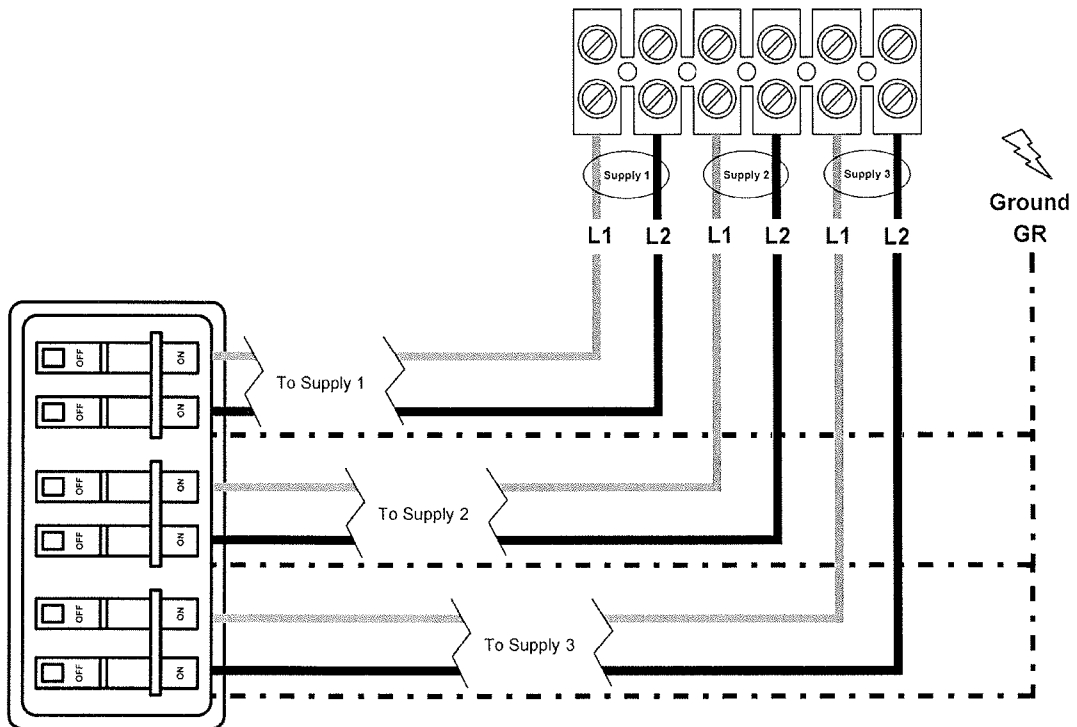 Supply 1
Supply 2
Supply 3
Ground
GR
L1 L2 L1 L2 L1 L2
OFF ON
To Supply 1
OFF ON
OFF ON
To Supply 2
OFF ON
OFF ON
To Supply 3
OFF ON